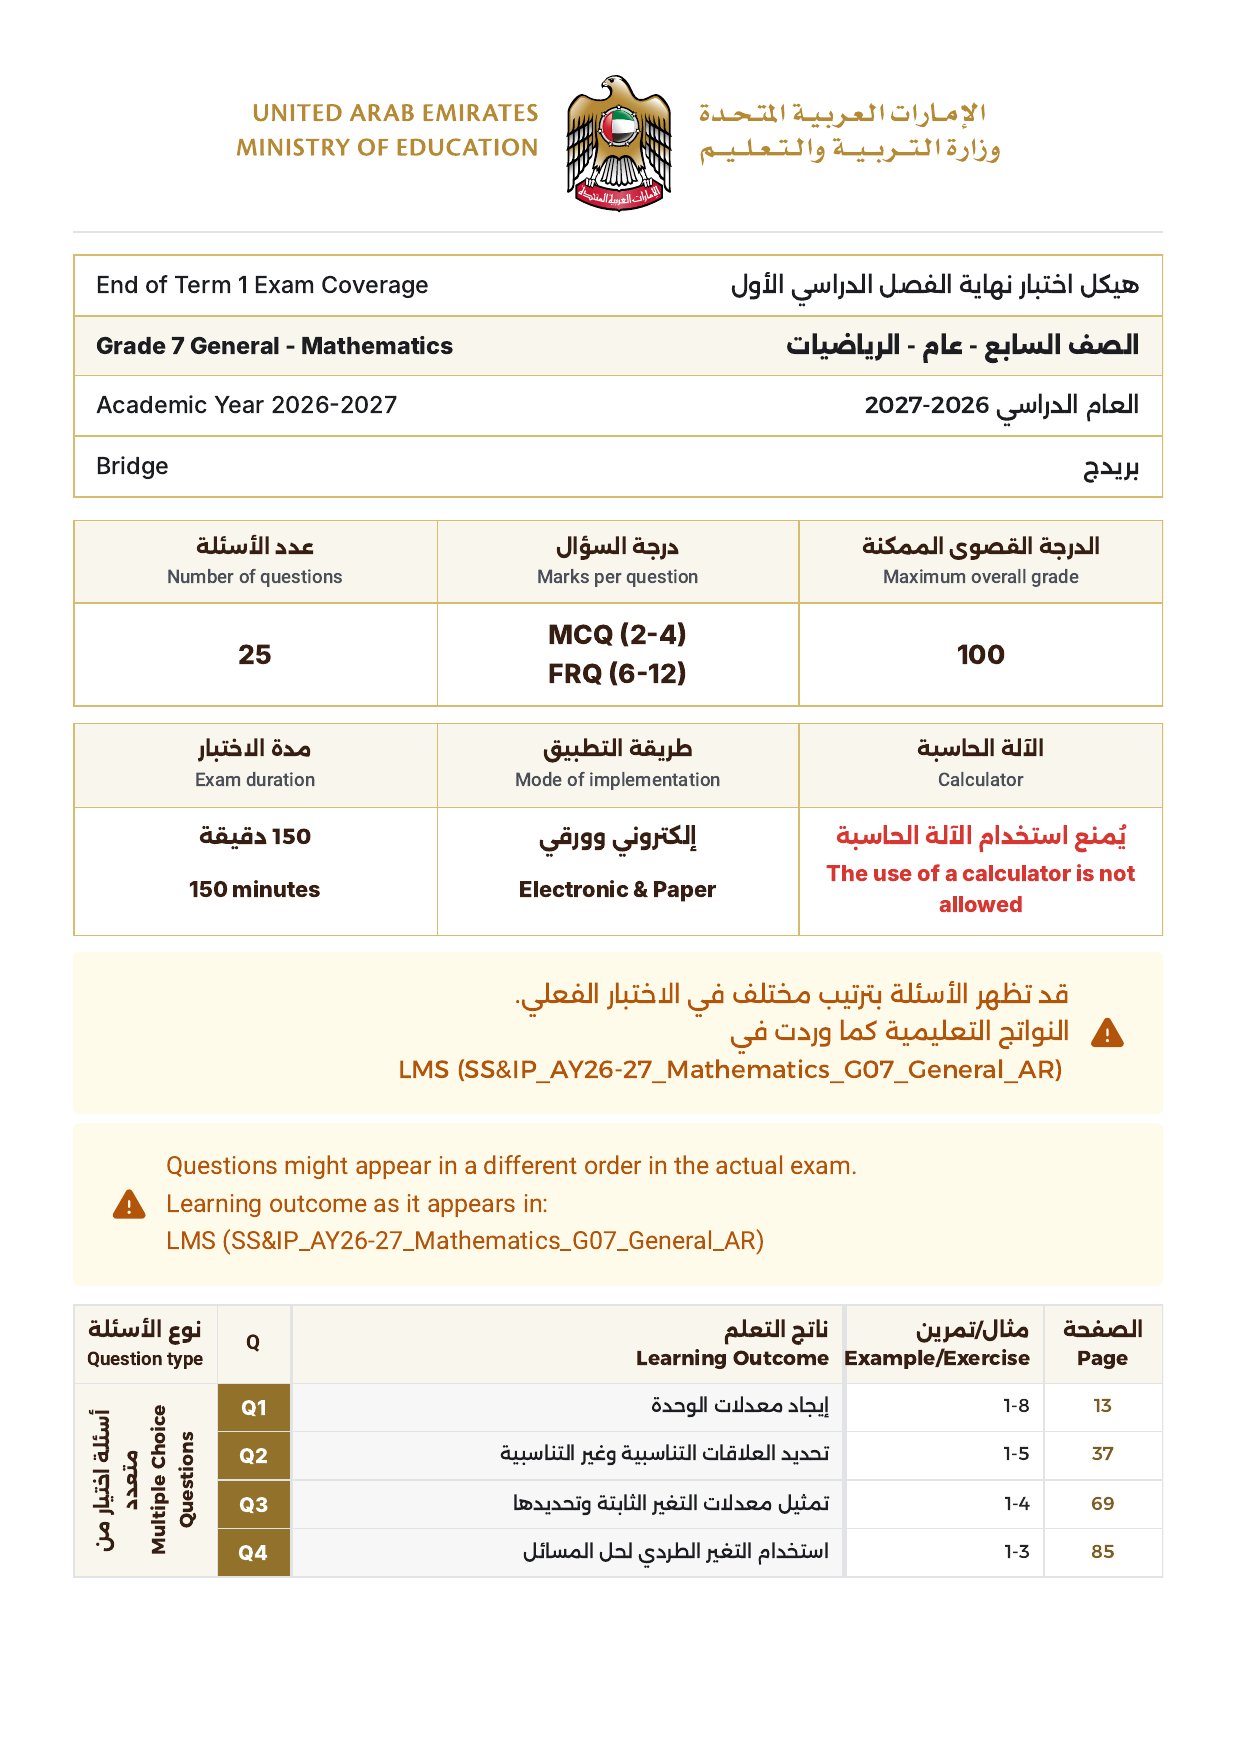 UNITED ARAB EMIRATES
MINISTRY OF EDUCATION
الإمارات العربية المتحدة
وزارة التربية والتعليم
الإمارات العربية المتحدة
End of Term 1 Exam Coverage
هيكل اختبار نهاية الفصل الدراسي الأول
Grade 7 General - Mathematics
الصف السابع - عام - الرياضيات
Academic Year 2026-2027
العام الدراسي 2026-2027
Bridge
بريدج
عدد الأسئلة
Number of questions
درجة السؤال
Marks per question
الدرجة القصوى الممكنة
Maximum overall grade
25
MCQ (2-4)
FRQ (6-12)
100
مدة الاختبار
Exam duration
طريقة التطبيق
Mode of implementation
الآلة الحاسبة
Calculator
150 دقيقة
150 minutes
إلكتروني وورقي
Electronic & Paper
يُمنع استخدام الآلة الحاسبة
The use of a calculator is not
allowed
قد تظهر الأسئلة بترتيب مختلف في الاختبار الفعلي.
النواتج التعليمية كما وردت في
LMS (SS&IP_AY26-27_Mathematics_G07_General_AR)
Questions might appear in a different order in the actual exam.
Learning outcome as it appears in:
LMS (SS&IP_AY26-27_Mathematics_G07_General_AR)
نوع الأسئلة
Question type
Q
ناتج التعلم
Learning Outcome
مثال/تمرين
Example/Exercise
الصفحة
Page
أسئلة اختيار من
متعدد
Multiple Choice
Questions
Q1
إيجاد معدلات الوحدة
1-8
13
Q2
تحديد العلاقات التناسبية وغير التناسبية
1-5
37
Q3
تمثيل معدلات التغير الثابتة وتحديدها
1-4
69
Q4
استخدام التغير الطردي لحل المسائل
1-3
85